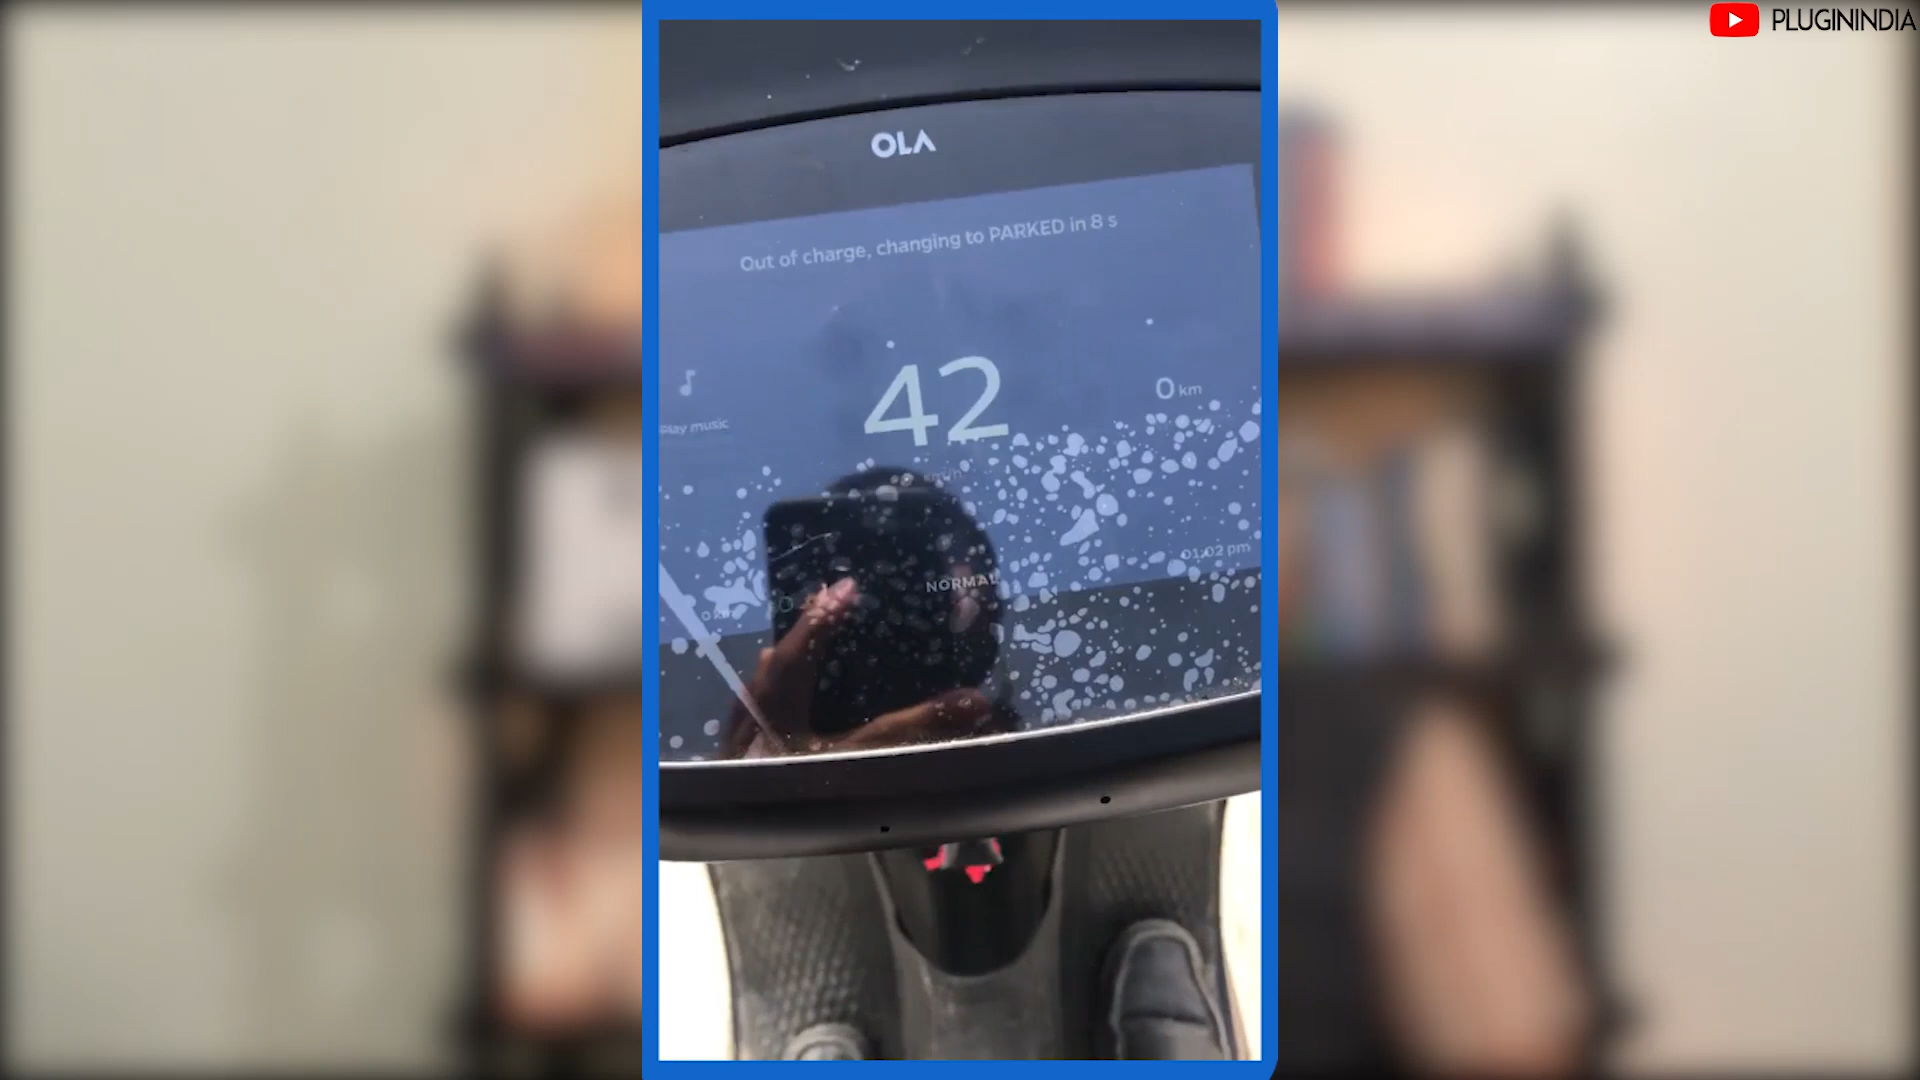 PLUGININDIA
OLA
Out of charge, changing to PARKED in 8 s
42
km/h
0 km
Play music
01:02 pm
NORMAL